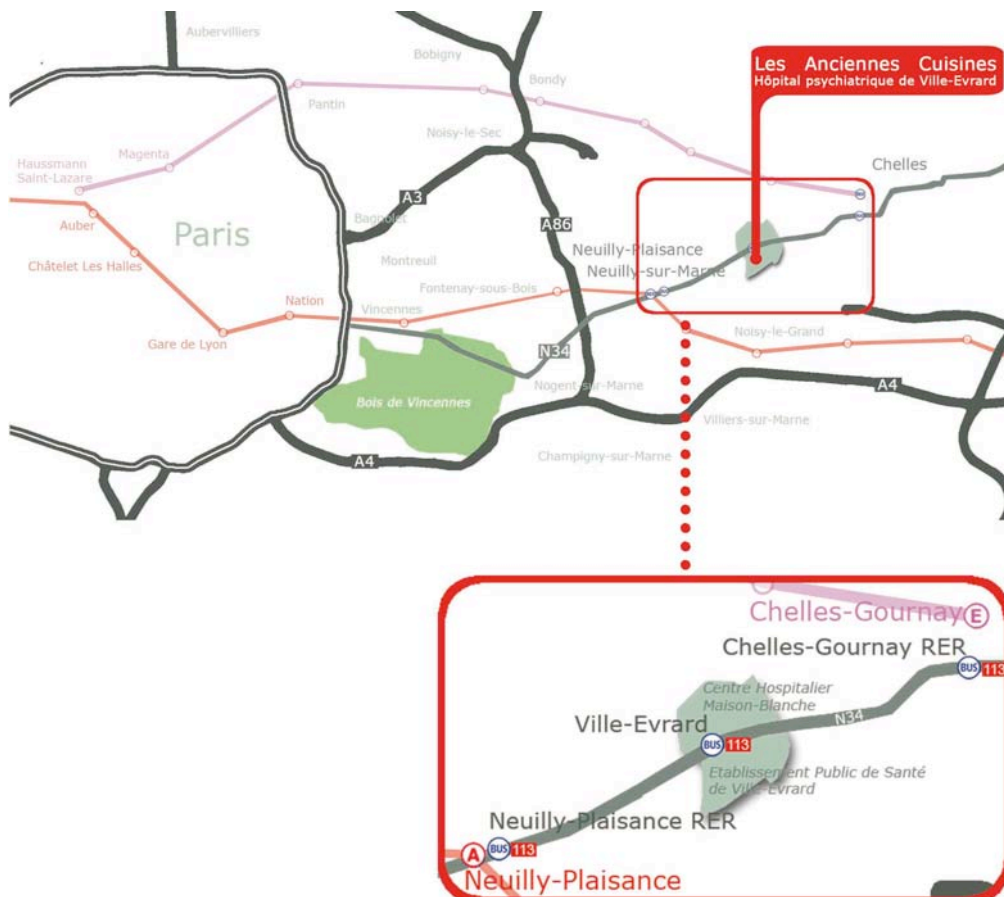 Aubervilliers
Bobigny
Bondy
Les Anciennes Cuisines
Hôpital psychiatrique de Ville-Evrard
Pantin
Noisy-le-Sec
Magenta
Haussmann
Saint-Lazare
Chelles
A3
Bagnolet
Auber
Paris
A86
Neuilly-Plaisance
Neuilly-sur-Marne
Châtelet Les Halles
Montreuil
Fontenay-sous-Bois
Nation
Vincennes
Gare de Lyon
Noisy-le-Grand
N34
Nogent-sur-Marne
A4
Bois de Vincennes
Villiers-sur-Marne
Champigny-sur-Marne
A4
Chelles-Gournay E
Chelles-Gournay RER
BUS 113
Centre Hospitalier
Maison-Blanche
Ville-Evrard
N34
BUS 113
Etablissement Public de Santé
de Ville-Evrard
Neuilly-Plaisance RER
A BUS 113
Neuilly-Plaisance